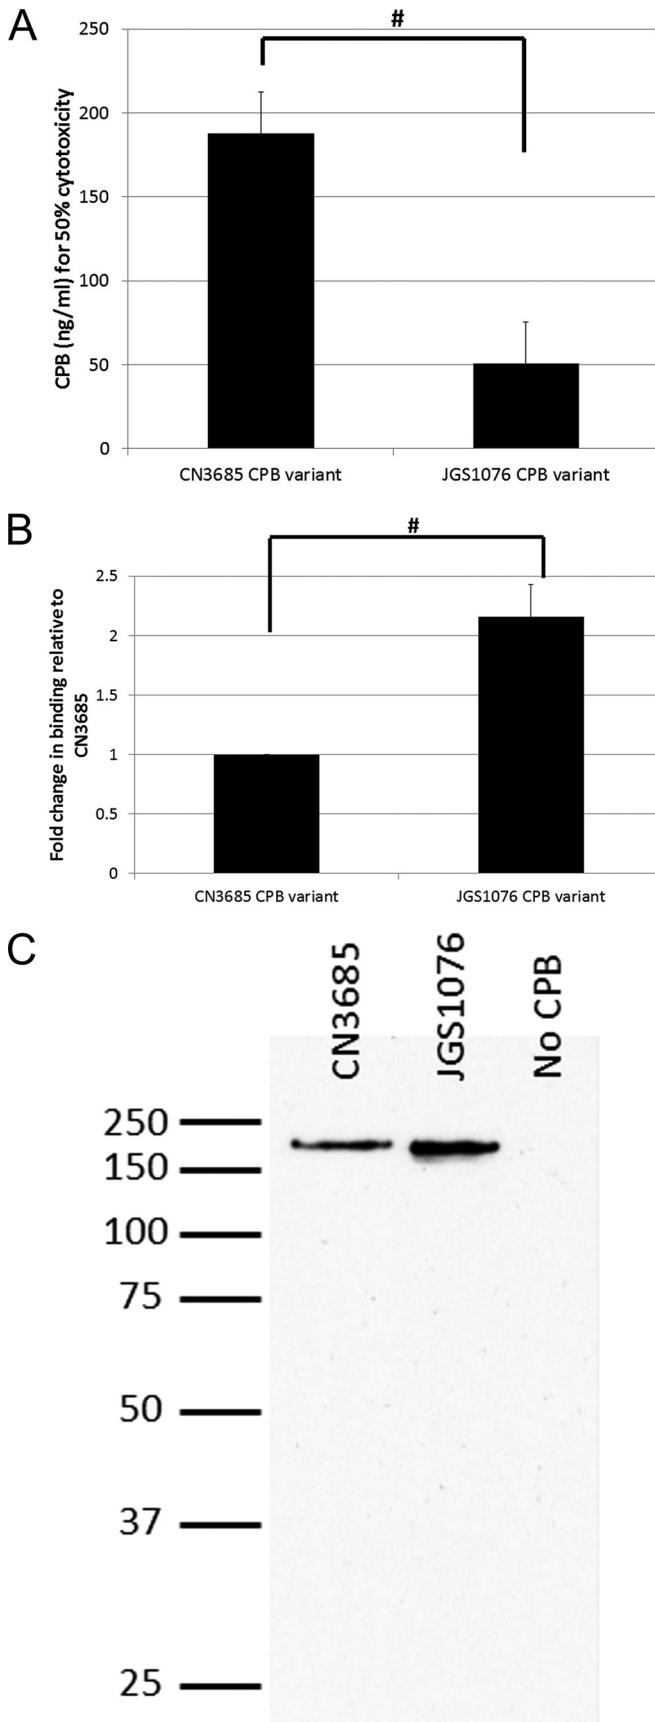 A
#
250
200
150
100
50
0
CPB (ng/ml) for 50% cytotoxicity
CN3685 CPB variant JGS1076 CPB variant
B
#
2.5
2
1.5
1
0.5
0
Fold change in binding relative to
CN3685
CN3685 CPB variant JGS1076 CPB variant
C
CN3685 JGS1076 No CPB
250
150
100
75
50
37
25